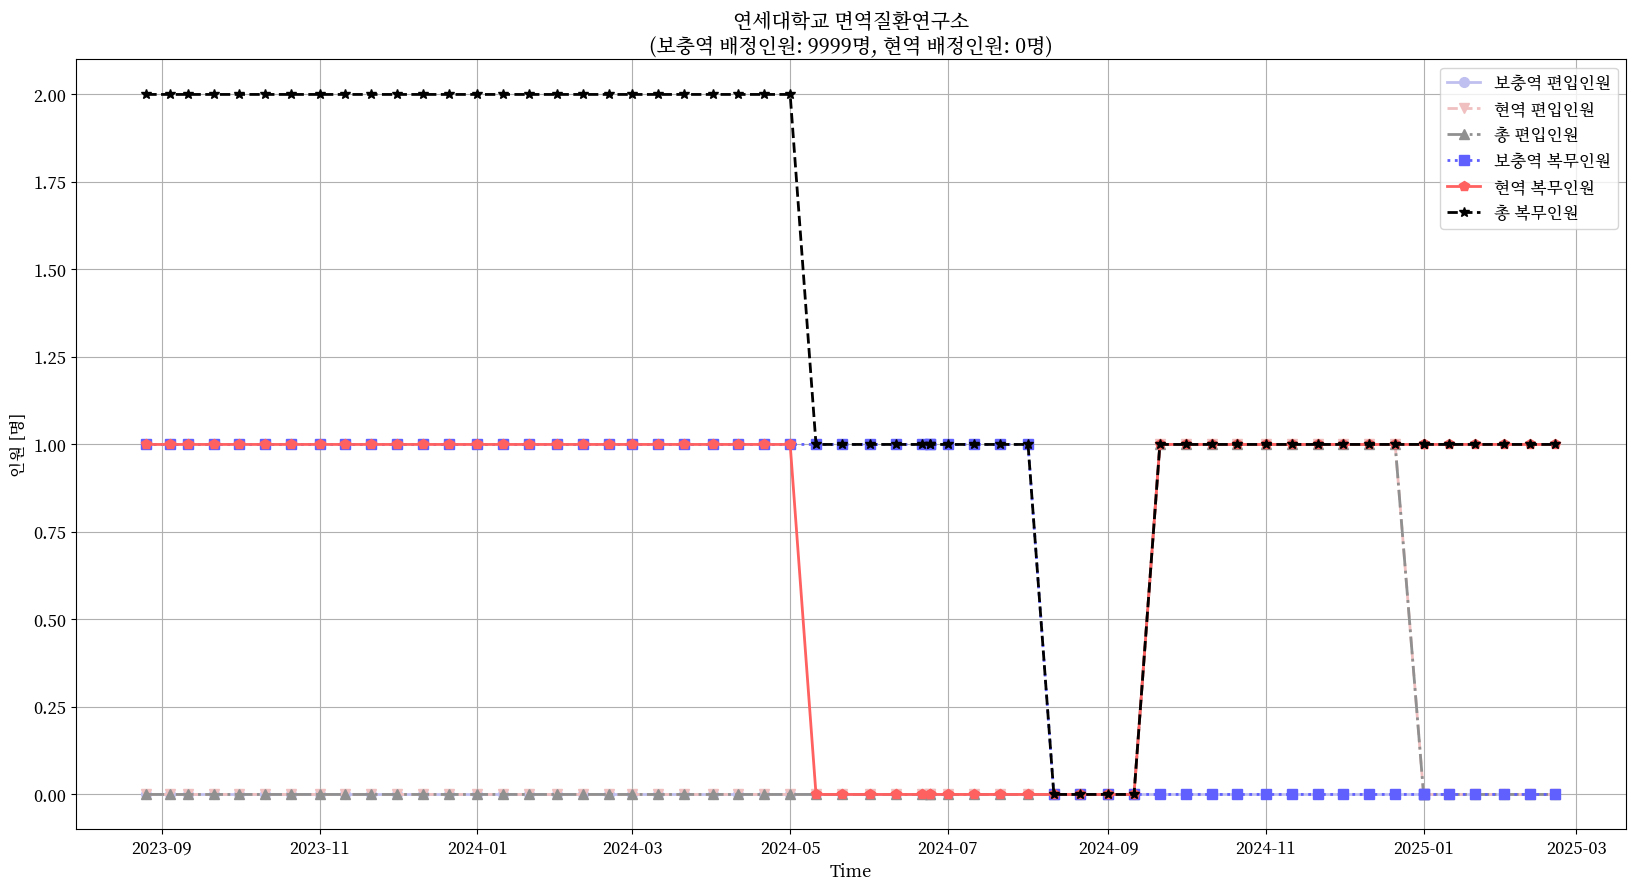 연세대학교 면역질환연구소
(보충역 배정인원: 9999명, 현역 배정인원: 0명)
보충역 편입인원
현역 편입인원
총 편입인원
보충역 복무인원
현역 복무인원
총 복무인원
인원 [명]
2.00
1.75
1.50
1.25
1.00
0.75
0.50
0.25
0.00
2023-09 2023-11 2024-01 2024-03 2024-05 2024-07 2024-09 2024-11 2025-01 2025-03
Time